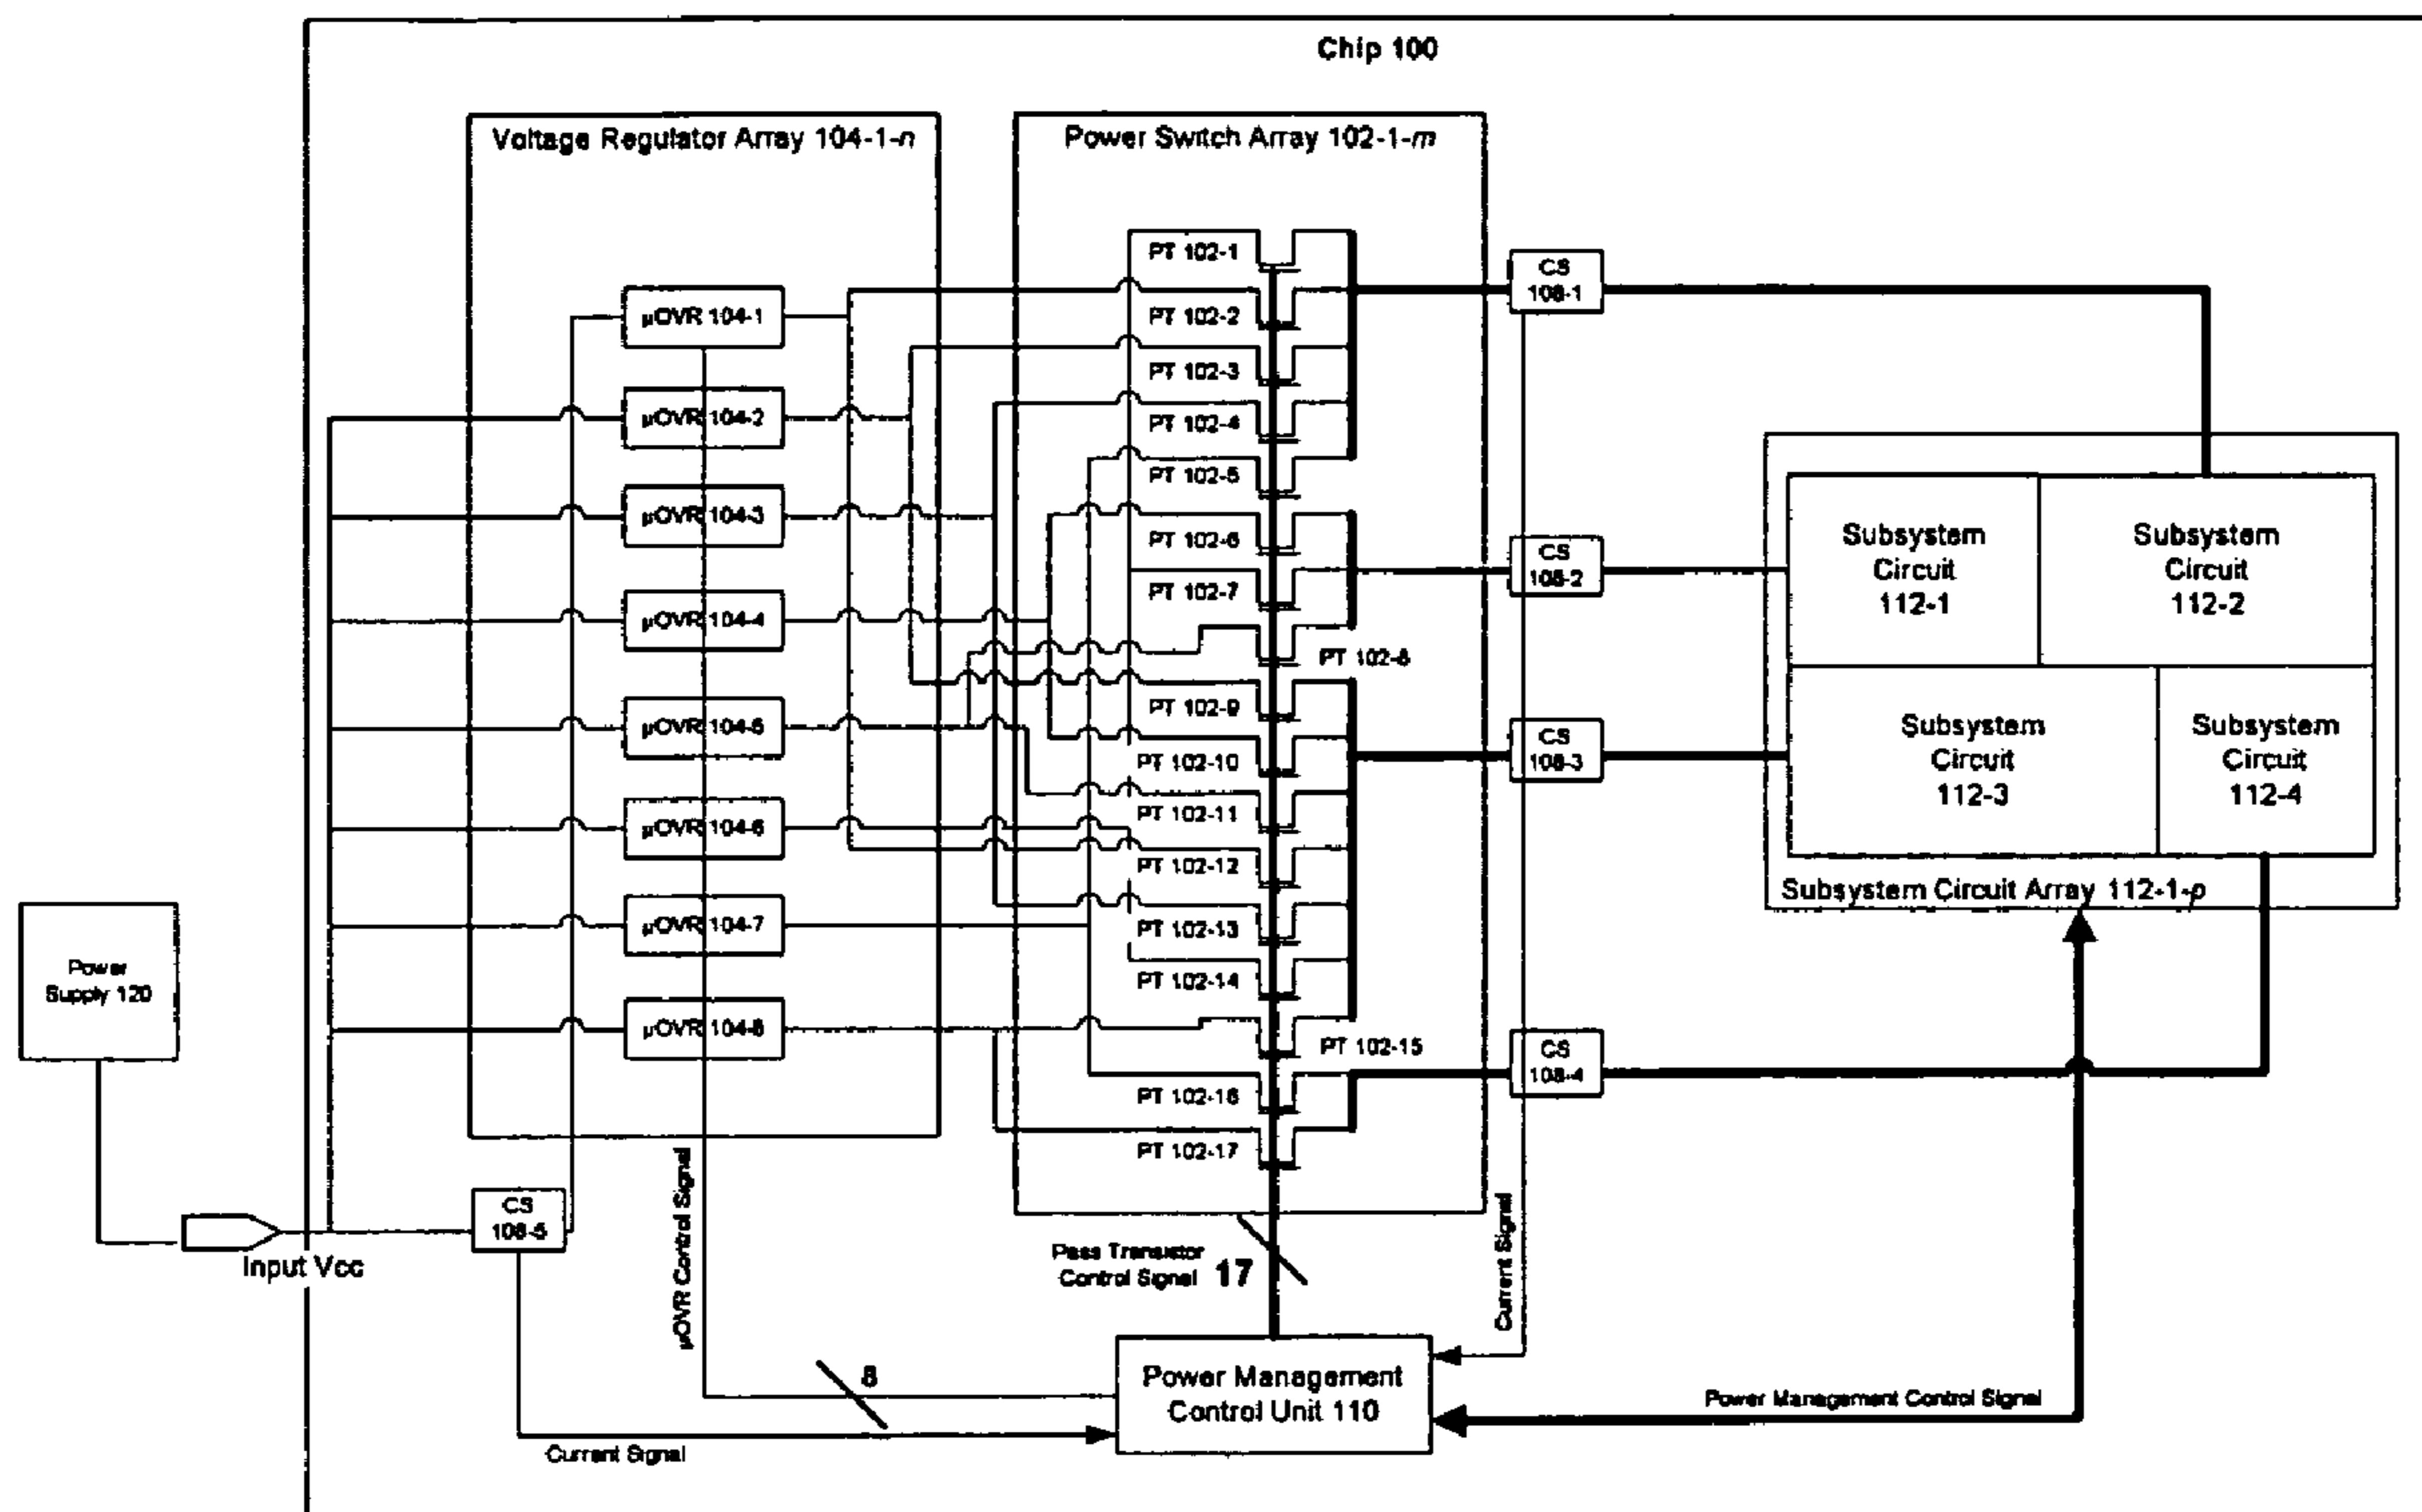 Chip 100
Voltage Regulator Array 104-1-n
Power Switch Array 102-1-m
µOVR 104-1
µOVR 104-2
µOVR 104-3
µOVR 104-4
µOVR 104-5
µOVR 104-6
µOVR 104-7
µOVR 104-8
PT 102-1
PT 102-2
PT 102-3
PT 102-4
PT 102-5
PT 102-6
PT 102-7
PT 102-8
PT 102-9
PT 102-10
PT 102-11
PT 102-12
PT 102-13
PT 102-14
PT 102-15
PT 102-16
PT 102-17
CS
108-1
CS
108-2
CS
108-3
CS
108-4
Subsystem
Circuit
112-1
Subsystem
Circuit
112-2
Subsystem
Circuit
112-3
Subsystem
Circuit
112-4
Subsystem Circuit Array 112-1-p
Power
Supply 120
Input Vcc
CS
108-5
µOVR Control Signal
Pass Transistor
Control Signal 17
Current Signal
8
Current Signal
Power Management
Control Unit 110
Power Management Control Signal